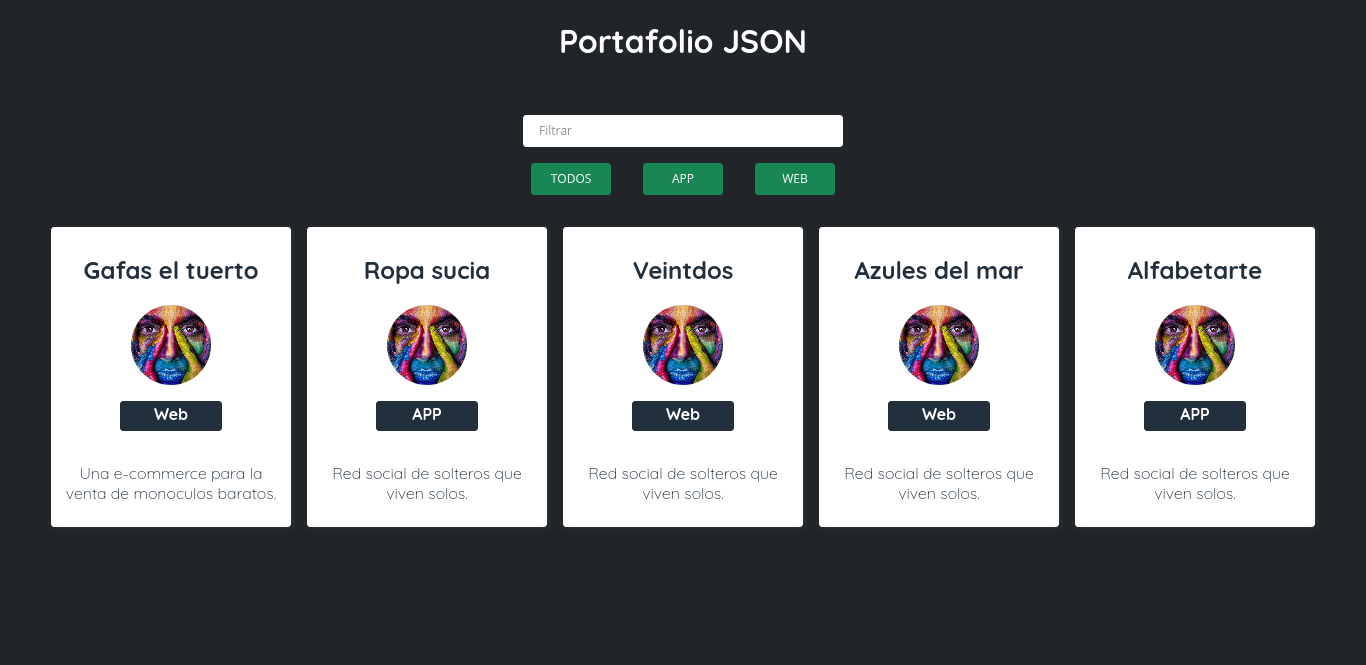 Portafolio JSON
Filtrar
TODOS
APP
WEB
Gafas el tuerto
Web
Una e-commerce para la
venta de monoculos baratos.
Ropa sucia
APP
Red social de solteros que
viven solos.
Veintdos
Web
Red social de solteros que
viven solos.
Azules del mar
Web
Red social de solteros que
viven solos.
Alfabetarte
APP
Red social de solteros que
viven solos.